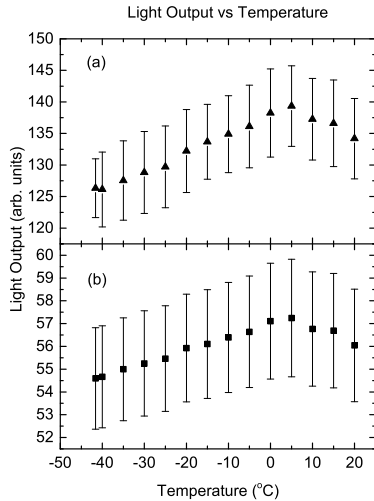 Light Output vs Temperature
150
(a)
145
140
135
130
125
120
Light Output (arb. units)
60
(b)
59
58
57
56
55
54
53
52
-50 -40 -30 -20 -10 0 10 20
Temperature (°C)